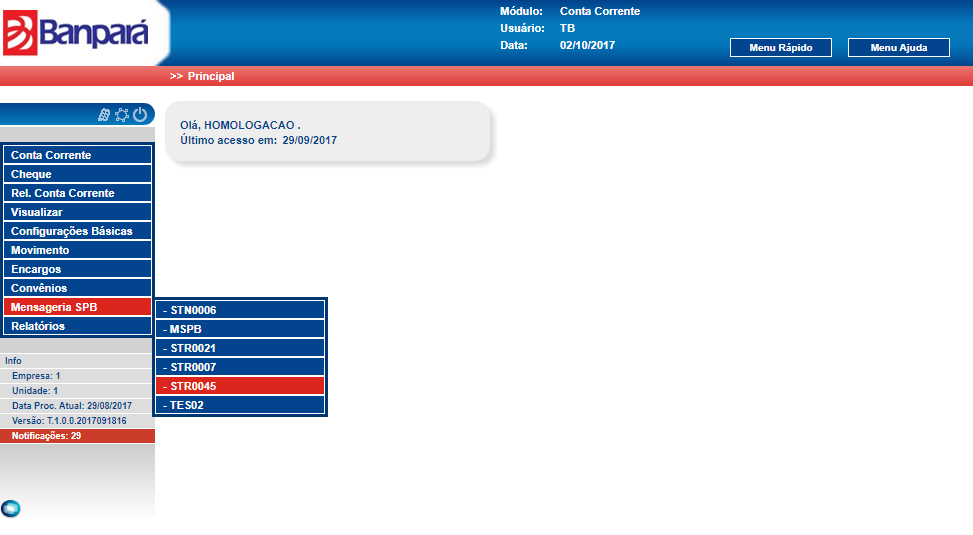 Banpará
Módulo: Conta Corrente
Usuário: TB
Data: 02/10/2017
Menu Rápido
Menu Ajuda
>> Principal
Olá, HOMOLOGACAO .
Último acesso em: 29/09/2017
Conta Corrente
Cheque
Rel. Conta Corrente
Visualizar
Configurações Básicas
Movimento
Encargos
Convênios
Mensageria SPB
Relatórios
- STN0006
- MSPB
- STR0021
- STR0007
- STR0045
- TES02
Info
Empresa: 1
Unidade: 1
Data Proc. Atual: 29/08/2017
Versão: T.1.0.0.2017091816
Notificações: 29